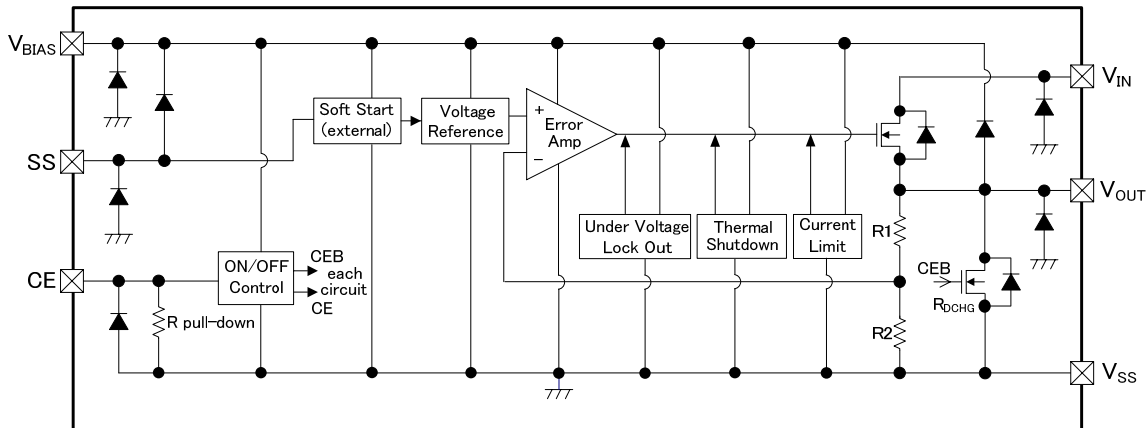 VBIAS
VIN
Soft Start
(external)
Voltage
Reference
+
Error
Amp
−
SS
VOUT
Under Voltage
Lock Out
Thermal
Shutdown
Current
Limit
R1
CE
ON/OFF
Control
CEB
each
circuit
CE
CEB
RDCHG
R pull-down
R2
VSS